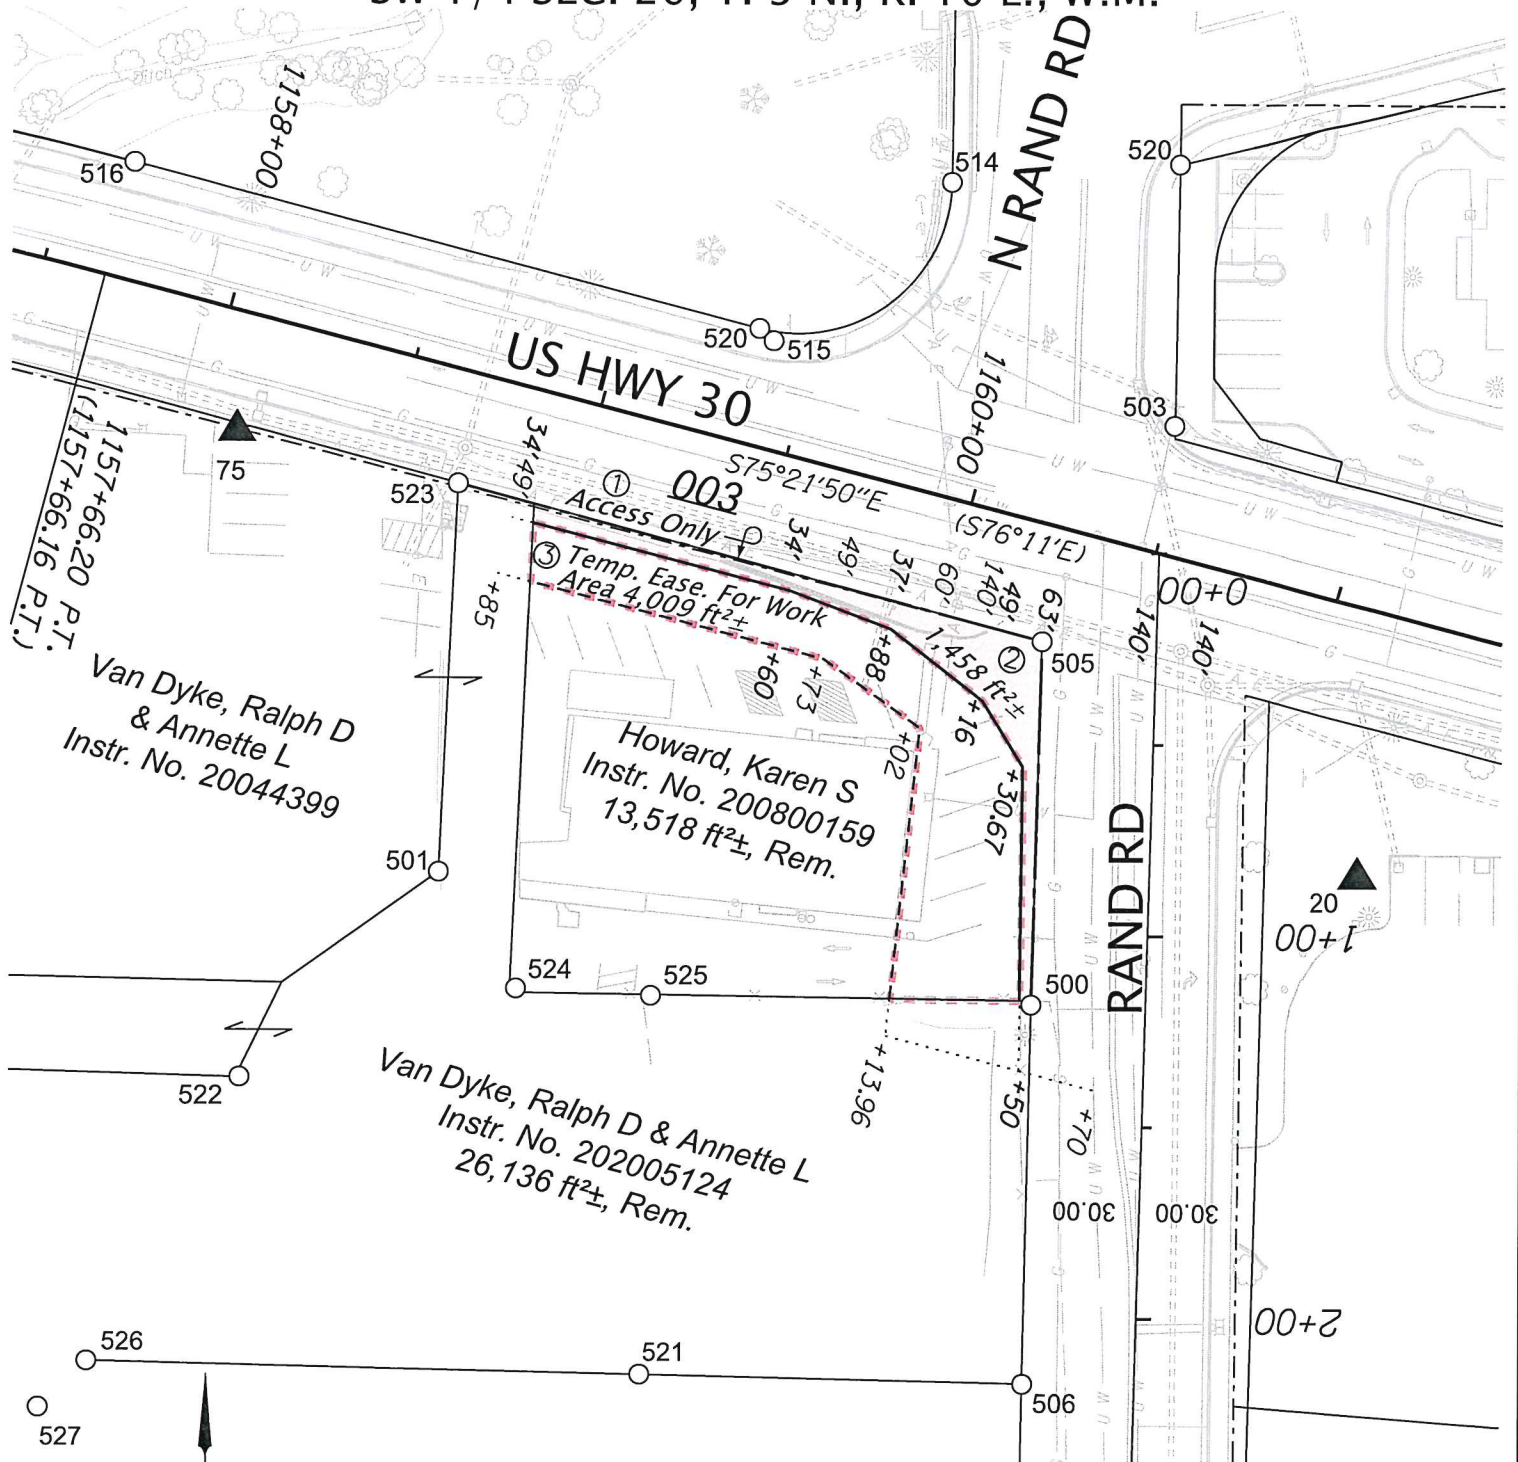 N RAND RD
Ditch
1158+00
516
514
520
520
515
US HWY 30
1160+00
503
75
523
34' 49'
1157+66.20 P.T.
(1157+66.16 P.T.)
S75°21'50"E
(S76°11'E)
① 003
Access Only
34'
49'
37'
60'
140'
49'
63'
0+00
140'
140'
③ Temp. Ease. For Work
Area 4,009 ft²±
+85
+60
+73
+88
1,458 ft²±
②
505
+16
+02
+30.67
Van Dyke, Ralph D
& Annette L
Instr. No. 20044399
Howard, Karen S
Instr. No. 200800159
13,518 ft²±, Rem.
501
RAND RD
20
1+00
524
525
500
522
+13.96
+50
+70
Van Dyke, Ralph D & Annette L
Instr. No. 202005124
26,136 ft²±, Rem.
30.00
30.00
2+00
526
521
506
527